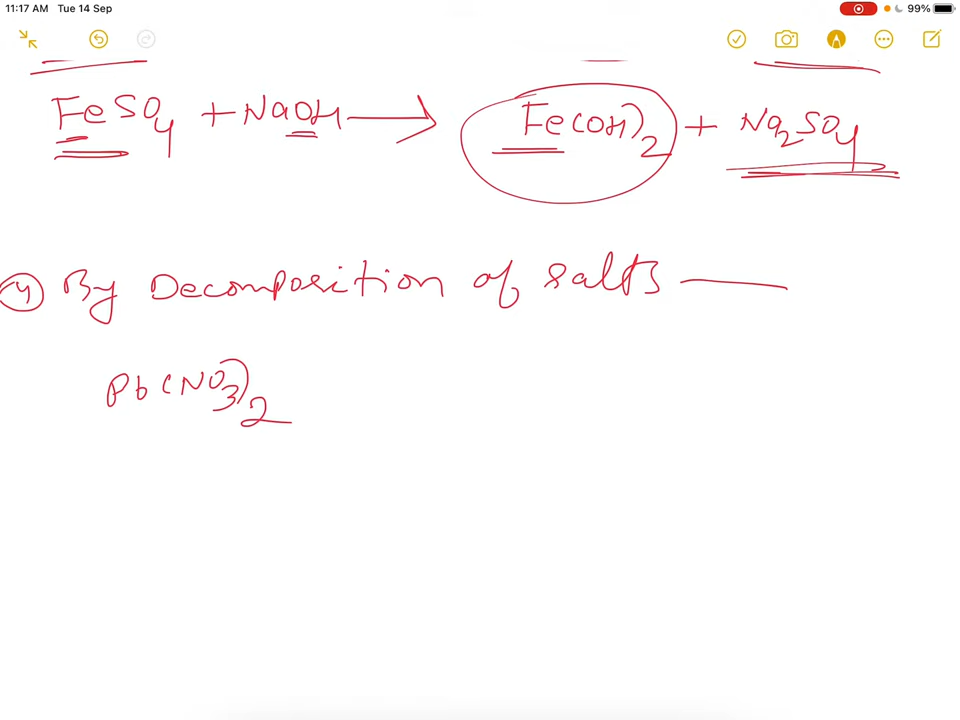 11:17 AM Tue 14 Sep 99%
FeSO4 + NaOH → Fe(OH)2 + Na2SO4
(4) By Decomposition of salts —
Pb(NO3)2